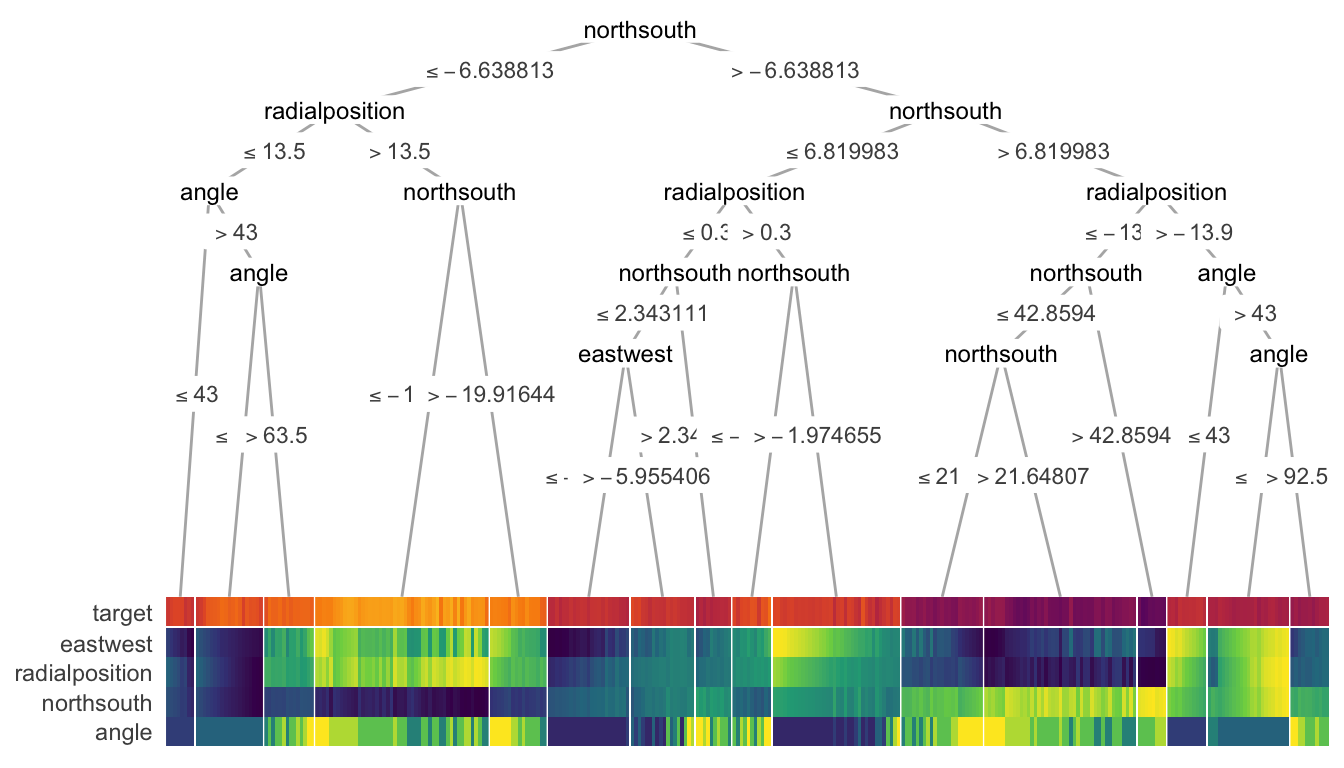 northsouth
≤ −6.638813 > −6.638813
radialposition northsouth
≤ 13.5 > 13.5 ≤ 6.819983 > 6.819983
angle northsouth radialposition radialposition
> 43 ≤ 0.3 > 0.3 ≤ −13 > −13.9
angle northsouth northsouth northsouth angle
≤ 2.343111 ≤ 42.8594 > 43
eastwest northsouth angle
≤ 43 ≤ −1 > −19.91644
≤ > 63.5 > 2.34 ≤ − > −1.974655 > 42.8594 ≤ 43
≤ - > −5.955406 ≤ 21 > 21.64807 ≤ > 92.5
target
eastwest
radialposition
northsouth
angle